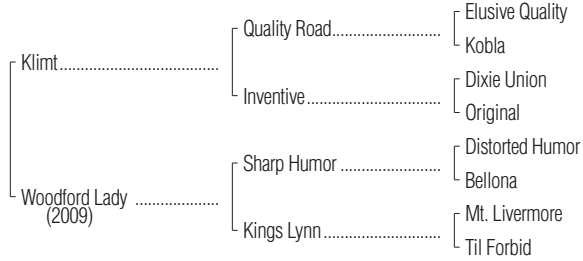 Elusive Quality
Quality Road
Kobla
Klimt
Dixie Union
Inventive
Original
Distorted Humor
Sharp Humor
Bellona
Woodford Lady
(2009)
Mt. Livermore
Kings Lynn
Til Forbid